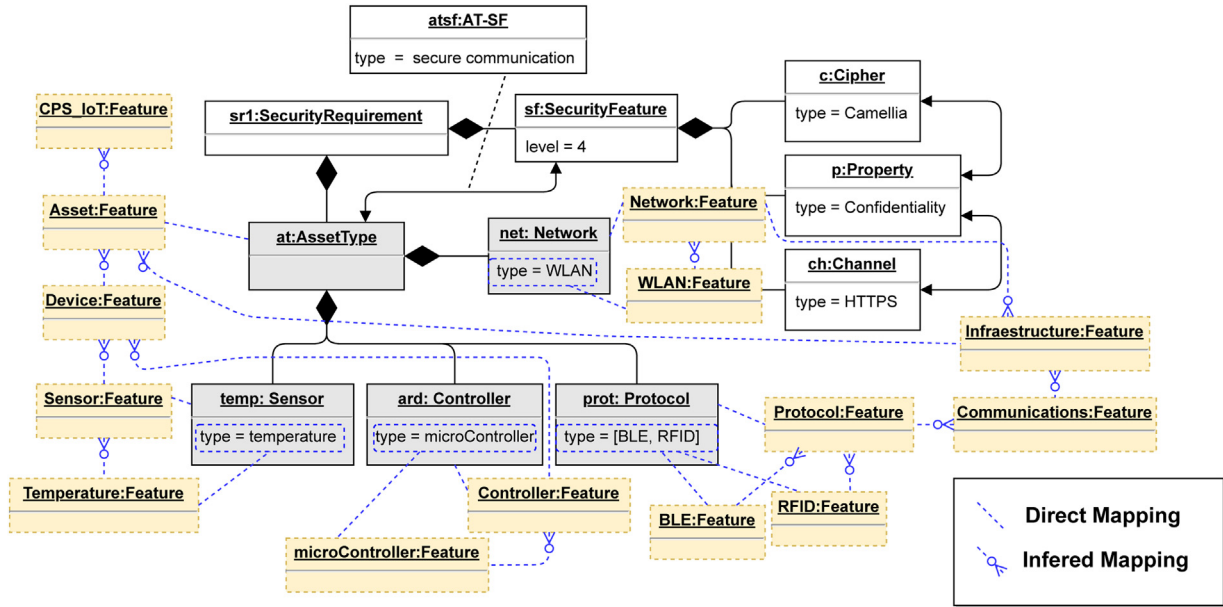 atsf:AT-SF
type = secure communication
CPS_IoT:Feature
sr1:SecurityRequirement
sf:SecurityFeature
level = 4
c:Cipher
type = Camellia
p:Property
type = Confidentiality
ch:Channel
type = HTTPS
Asset:Feature
at:AssetType
net: Network
type = WLAN
Network:Feature
WLAN:Feature
Device:Feature
Infraestructure:Feature
Sensor:Feature
temp: Sensor
type = temperature
ard: Controller
type = microController
prot: Protocol
type = [BLE, RFID]
Protocol:Feature
Communications:Feature
Temperature:Feature
Controller:Feature
BLE:Feature
RFID:Feature
microController:Feature
Direct Mapping
Infered Mapping